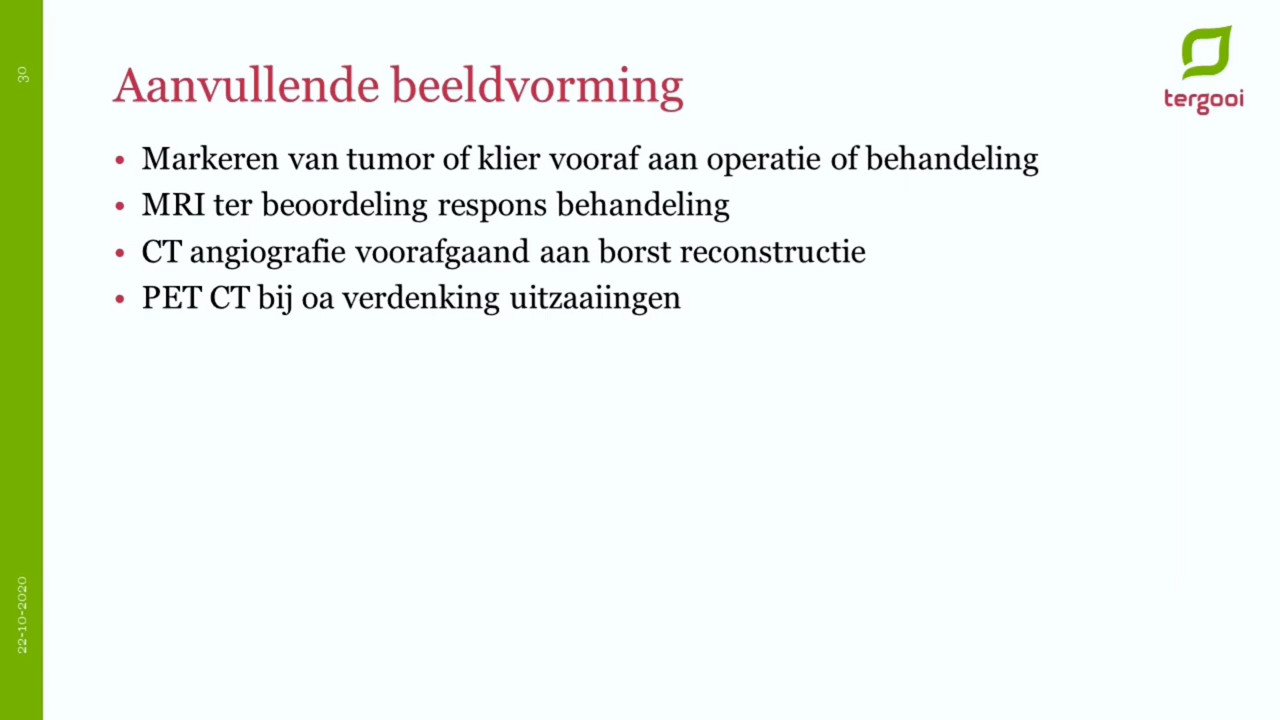 30
Aanvullende beeldvorming
tergooi
• Markeren van tumor of klier vooraf aan operatie of behandeling
• MRI ter beoordeling respons behandeling
• CT angiografie voorafgaand aan borst reconstructie
• PET CT bij oa verdenking uitzaaiingen
22-10-2020